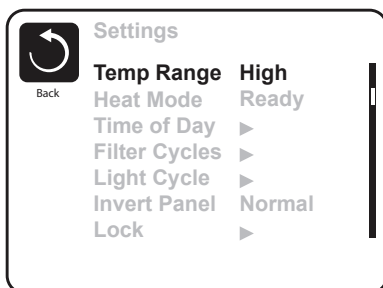 Settings
Back
Temp Range High
Heat Mode Ready
Time of Day ▶
Filter Cycles ▶
Light Cycle ▶
Invert Panel Normal
Lock ▶